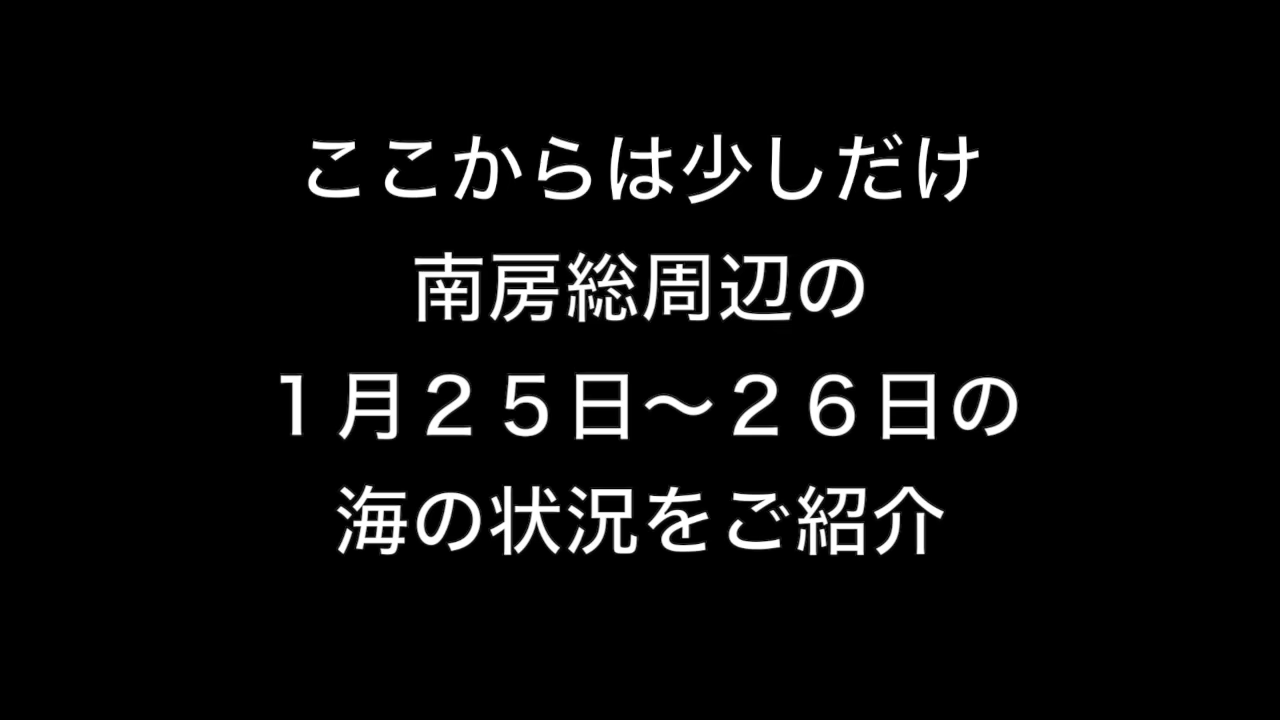 ここからは少しだけ
南房総周辺の
１月２５日～２６日の
海の状況をご紹介